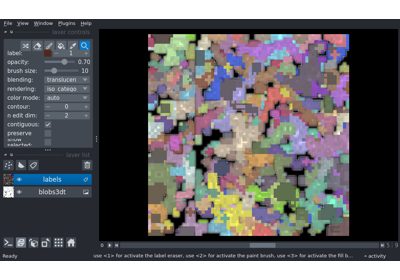 File View Window Plugins Help
layer controls
label: 1
opacity: 0.70
brush size: 10
blending: translucen
rendering: iso_catego
color mode: auto
contour: 0
n edit dim: 2
contiguous:
preserve
selected:
layer list
labels
blobs3dt
Ready
use <1> for activate the label eraser, use <2> for activate the paint brush, use <3> for activate the fill b...
activity